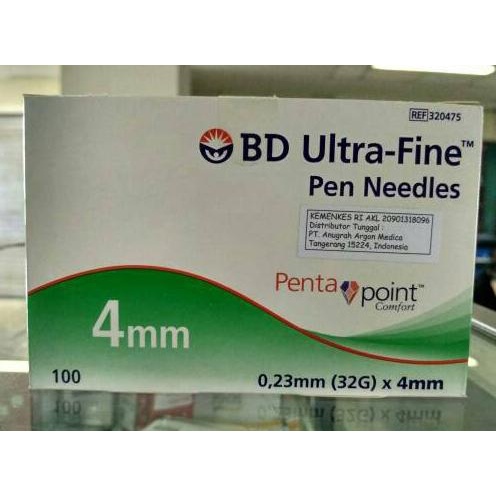 REF 320475
BD Ultra-Fine™
Pen Needles
KEMENKES RI AKL 20901318096
Distributor Tunggal :
PT. Anugrah Argon Medica
Tangerang 15224, Indonesia
Penta point™
Comfort
4mm
100
0,23mm (32G) x 4mm